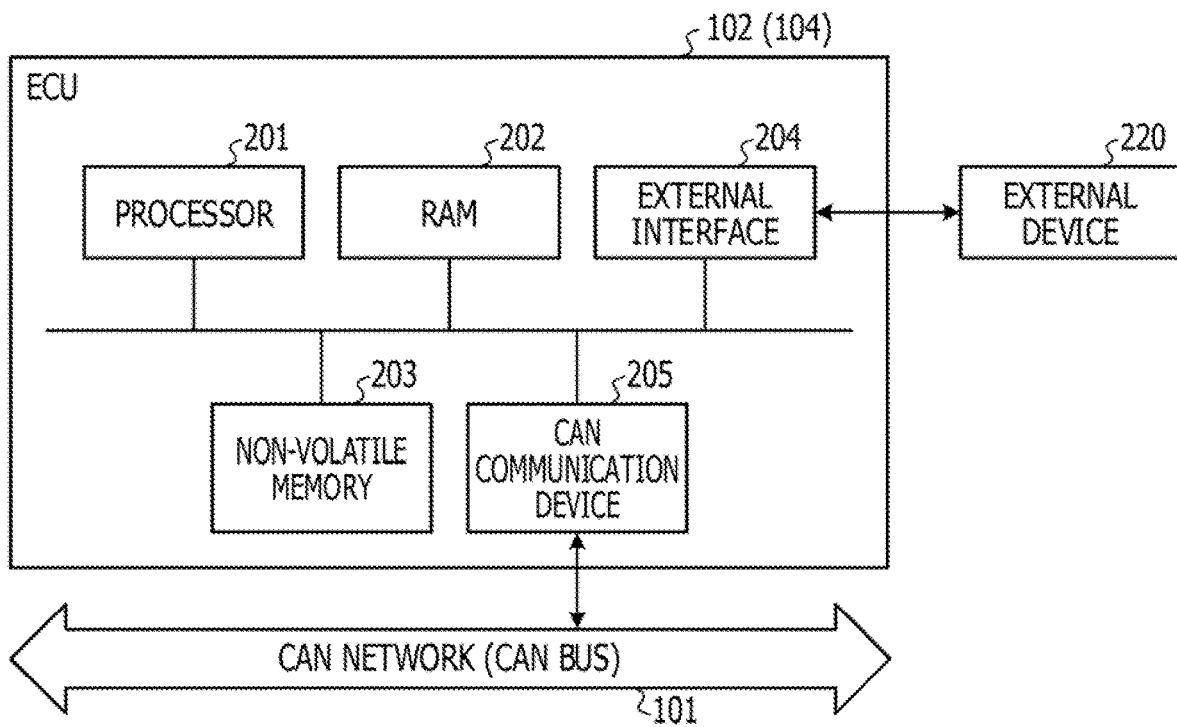 102 (104)
ECU
201
202
204
220
PROCESSOR
RAM
EXTERNAL
INTERFACE
EXTERNAL
DEVICE
203
205
NON-VOLATILE
MEMORY
CAN
COMMUNICATION
DEVICE
CAN NETWORK (CAN BUS)
101